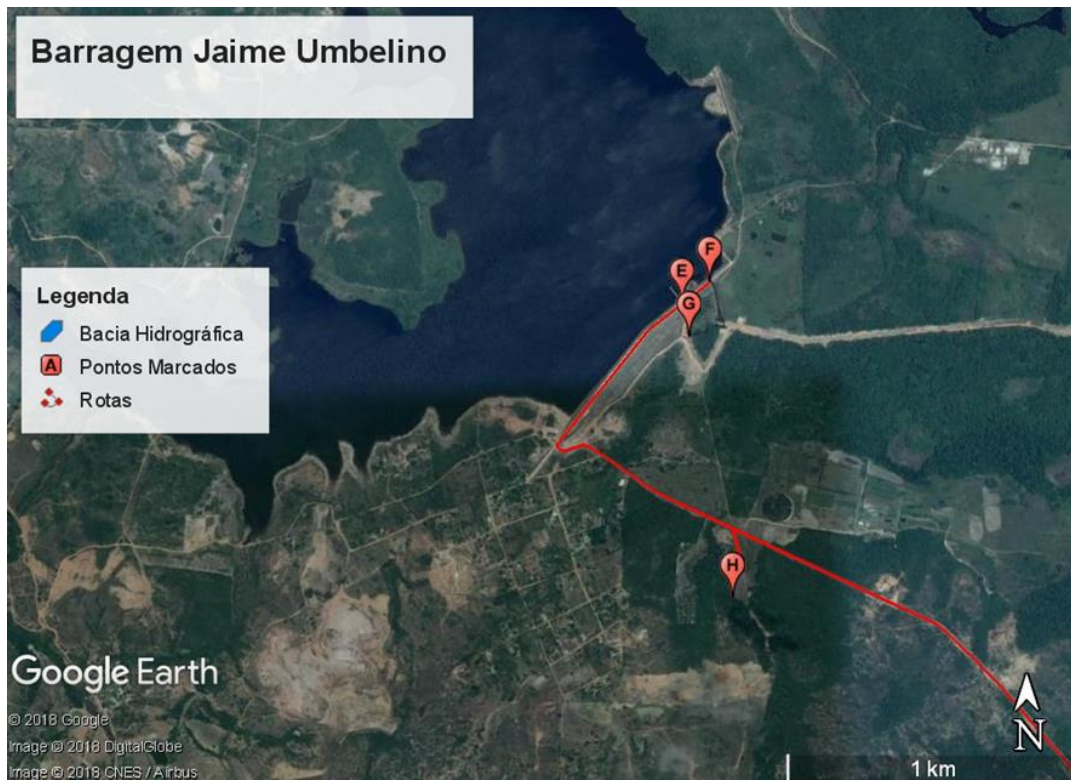 Barragem Jaime Umbelino
Legenda
Bacia Hidrográfica
A Pontos Marcados
Rotas
F
E
G
H
Google Earth
© 2018 Google
Image © 2018 DigitalGlobe
Image © 2018 CNES / Airbus
N
1 km